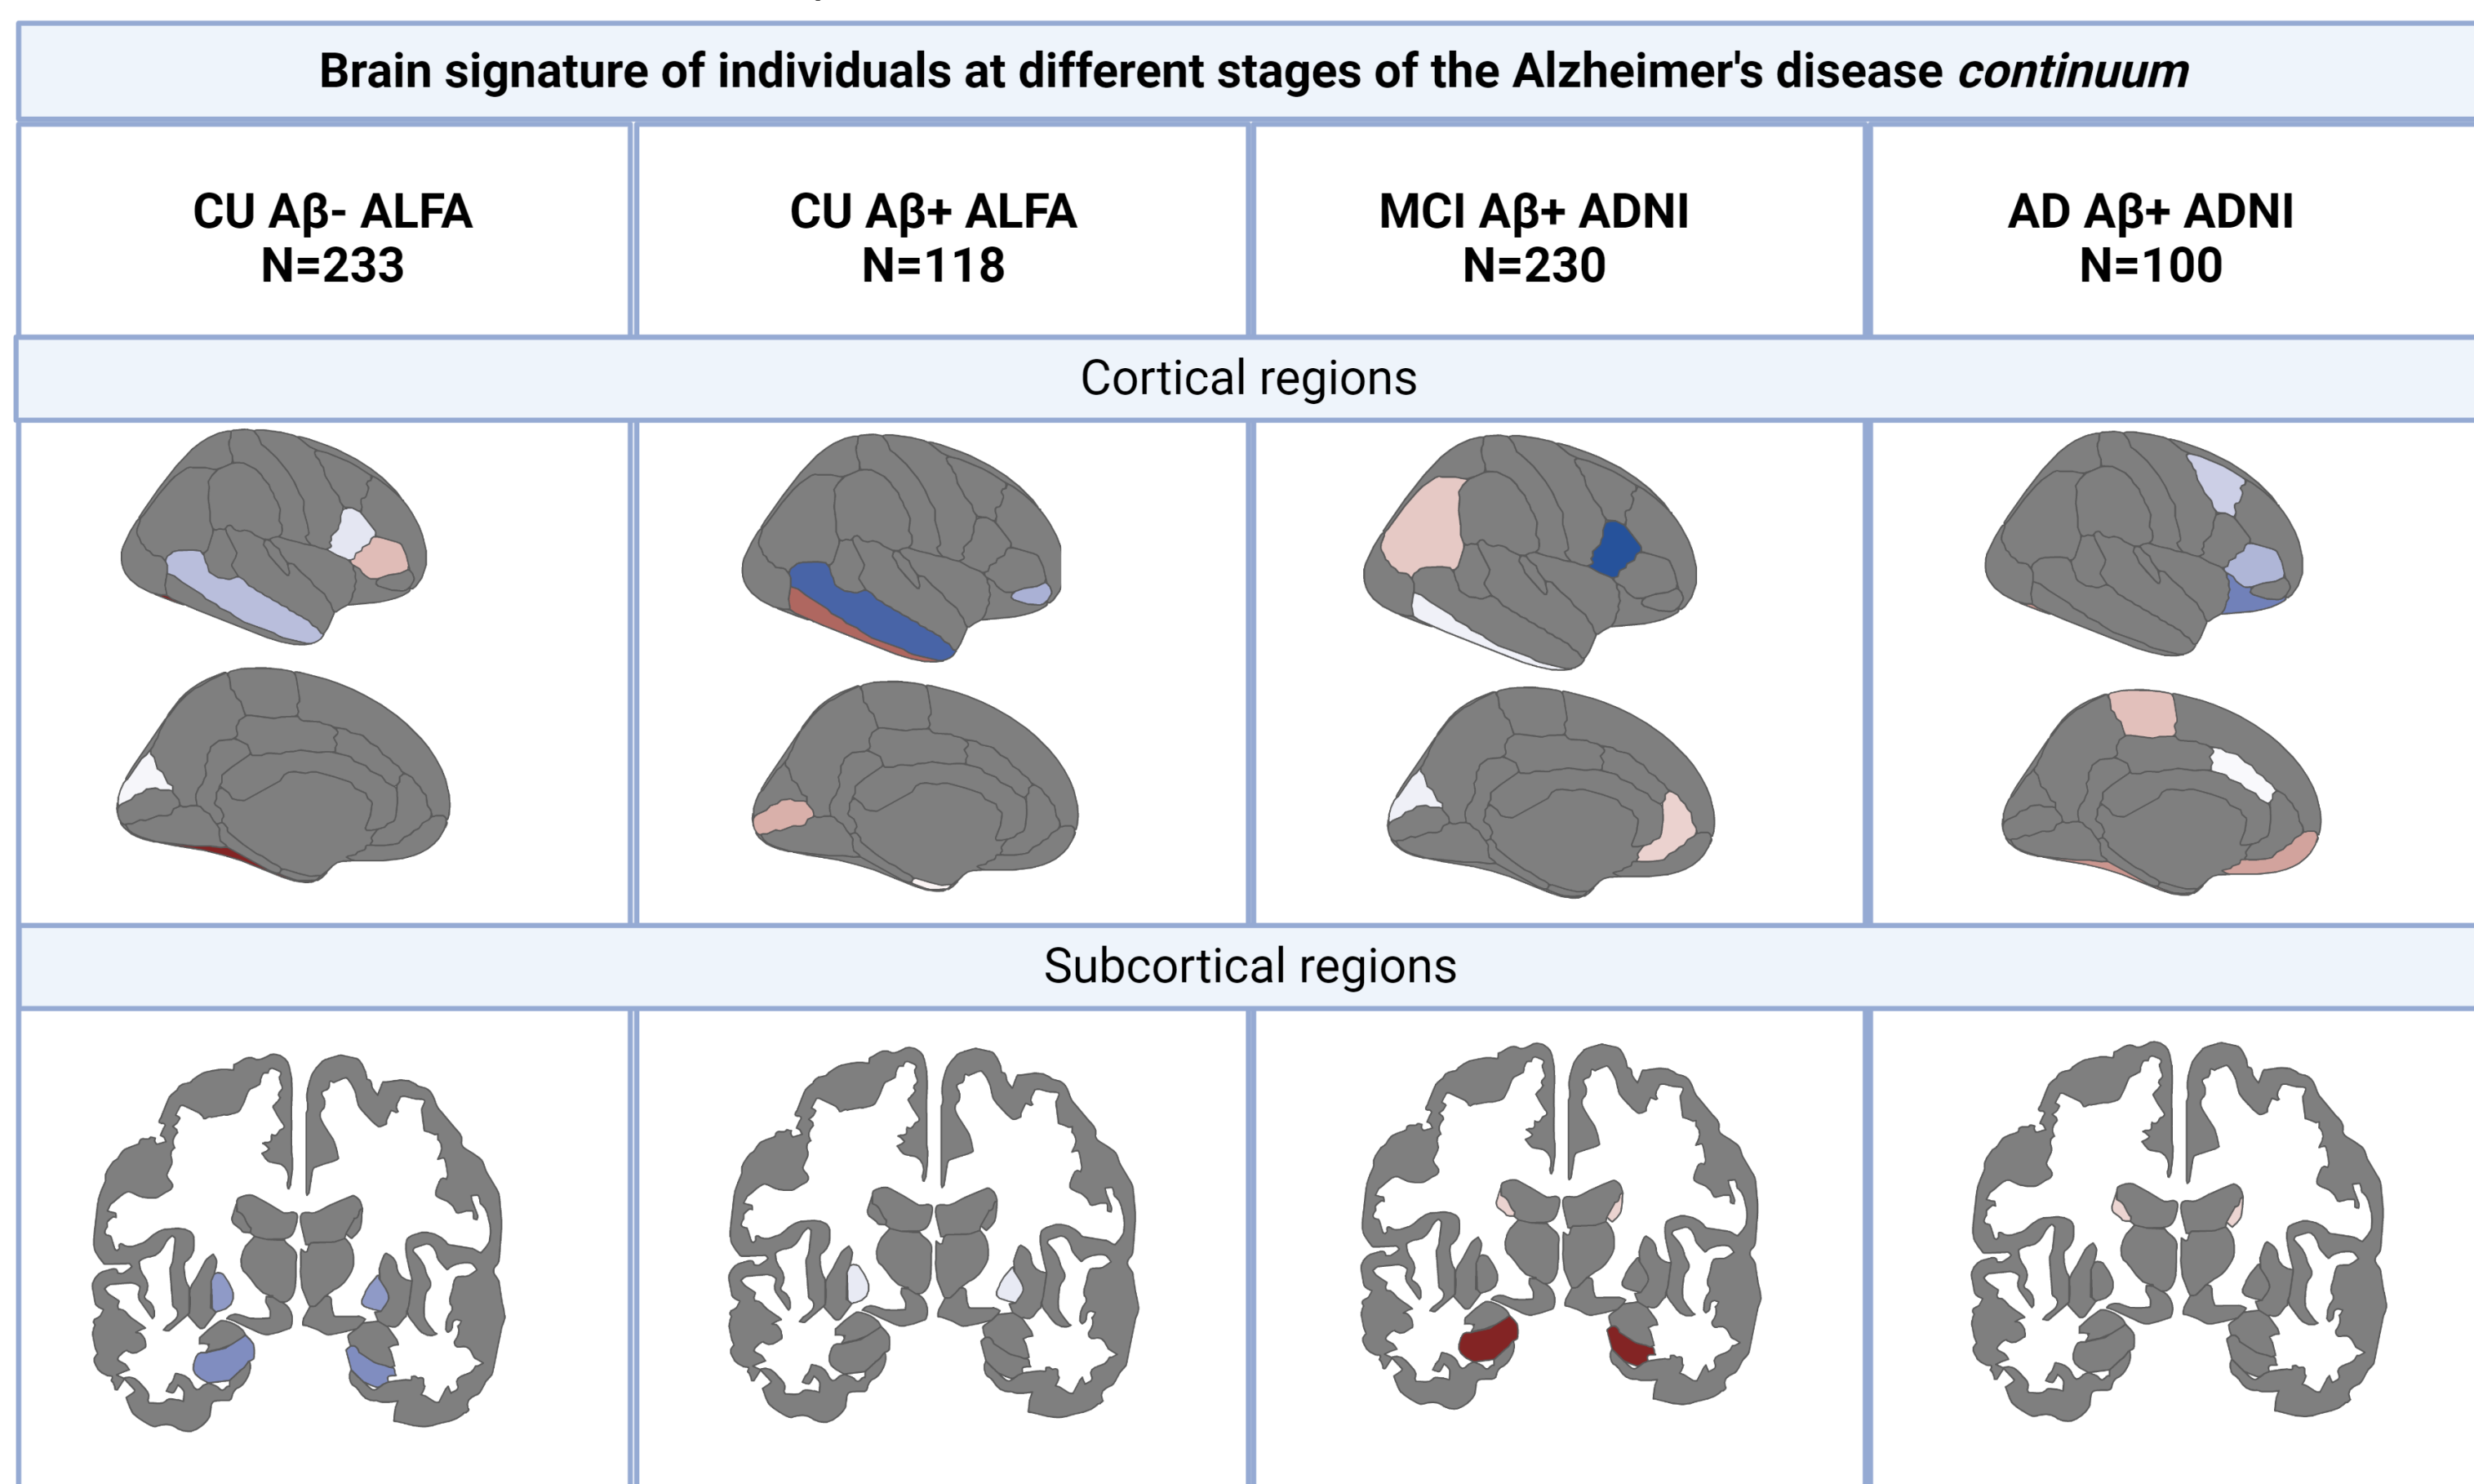 Brain signature of individuals at different stages of the Alzheimer's disease continuum
CU Aβ- ALFA
N=233
CU Aβ+ ALFA
N=118
MCI Aβ+ ADNI
N=230
AD Aβ+ ADNI
N=100
Cortical regions
Subcortical regions